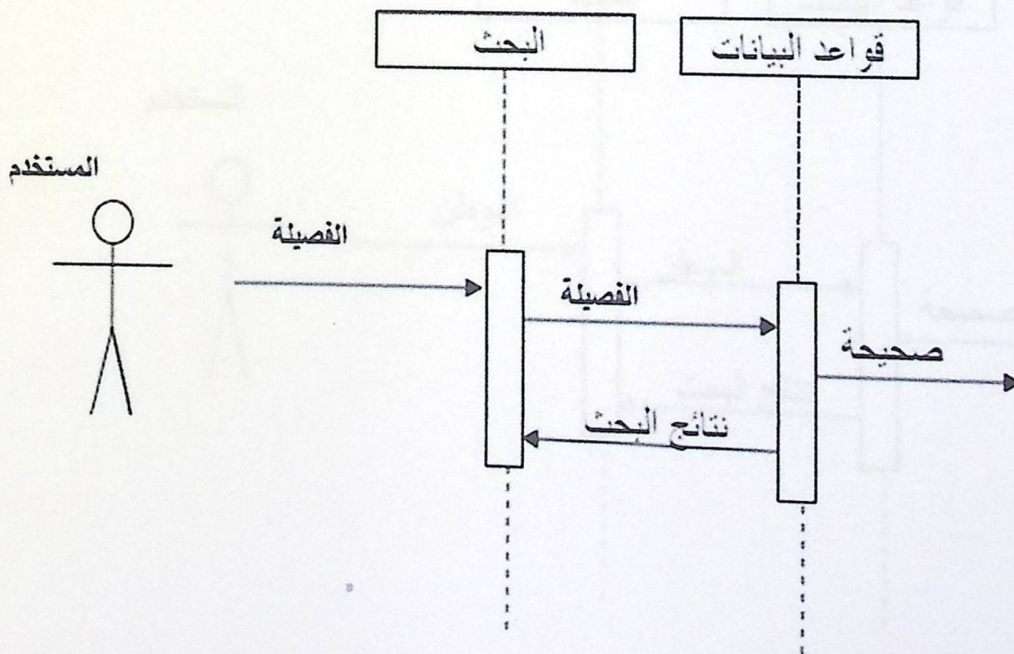 البحث
قواعد البيانات
المستخدم
الفصيلة
الفصيلة
صحيحة
نتائج البحث